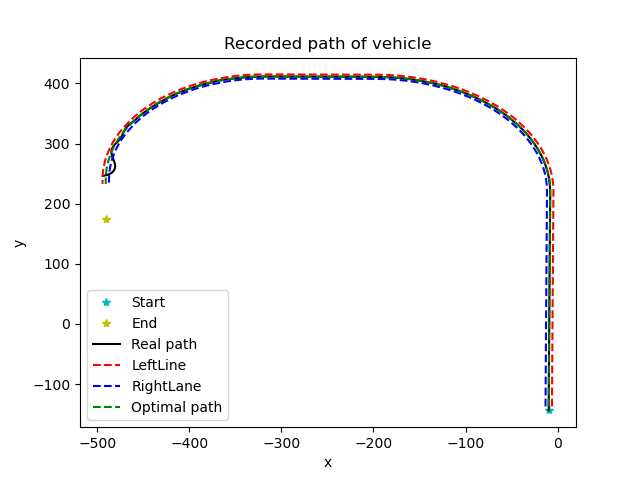 Recorded path of vehicle
400
300
200
100
0
−100
y
Start
End
Real path
LeftLine
RightLane
Optimal path
−500
−400
−300
−200
−100
0
x